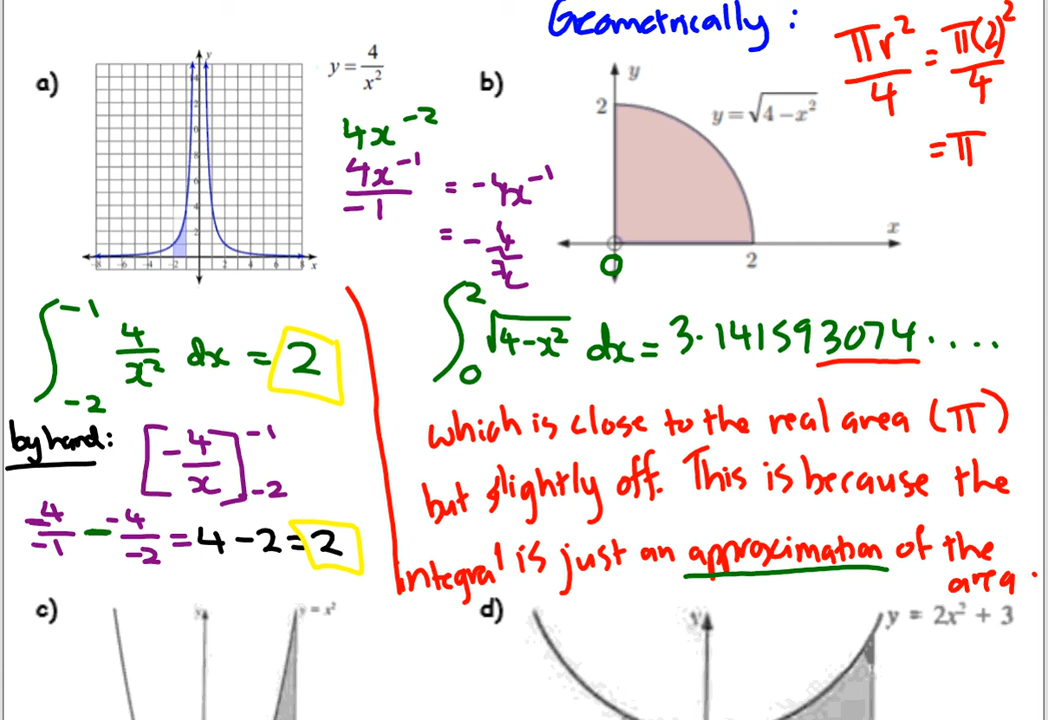 Geometrically :
πr²/4 = π(2)²/4
= π
a)
y = 4/x²
4x⁻²
4x⁻¹/-1 = -4x⁻¹
= -4/x
b)
y
2
y = √4 − x²
x
0
2
∫₋₂⁻¹ 4/x² dx = 2
by hand:
[-4/x]₋₂⁻¹
-4/-1 - -4/-2 = 4 - 2 = 2
∫₀² √4-x² dx = 3.141593074....
which is close to the real area (π)
but slightly off. This is because the
integral is just an approximation of the
area.
c)
y = x²
d)
y
y = 2x² + 3